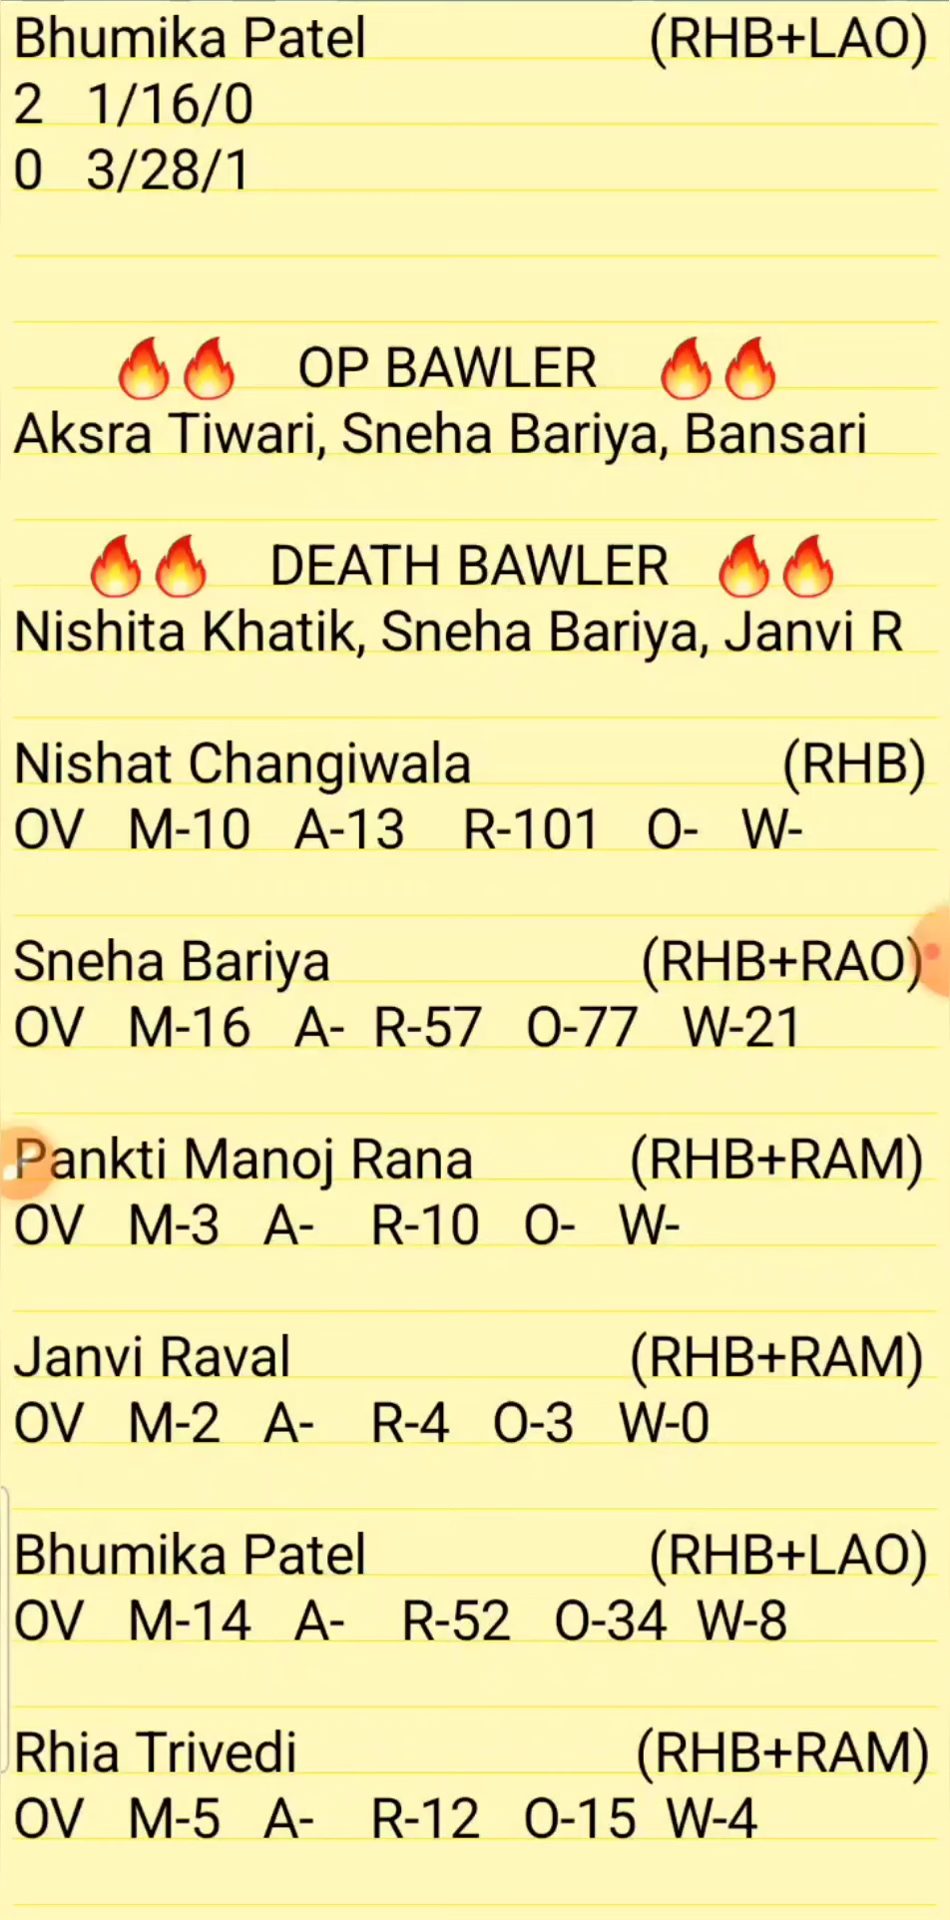 Bhumika Patel (RHB+LAO)
2 1/16/0
0 3/28/1
🔥🔥 OP BAWLER 🔥🔥
Aksra Tiwari, Sneha Bariya, Bansari
🔥🔥 DEATH BAWLER 🔥🔥
Nishita Khatik, Sneha Bariya, Janvi R
Nishat Changiwala (RHB)
OV M-10 A-13 R-101 O- W-
Sneha Bariya (RHB+RAO)
OV M-16 A- R-57 O-77 W-21
Pankti Manoj Rana (RHB+RAM)
OV M-3 A- R-10 O- W-
Janvi Raval (RHB+RAM)
OV M-2 A- R-4 O-3 W-0
Bhumika Patel (RHB+LAO)
OV M-14 A- R-52 O-34 W-8
Rhia Trivedi (RHB+RAM)
OV M-5 A- R-12 O-15 W-4